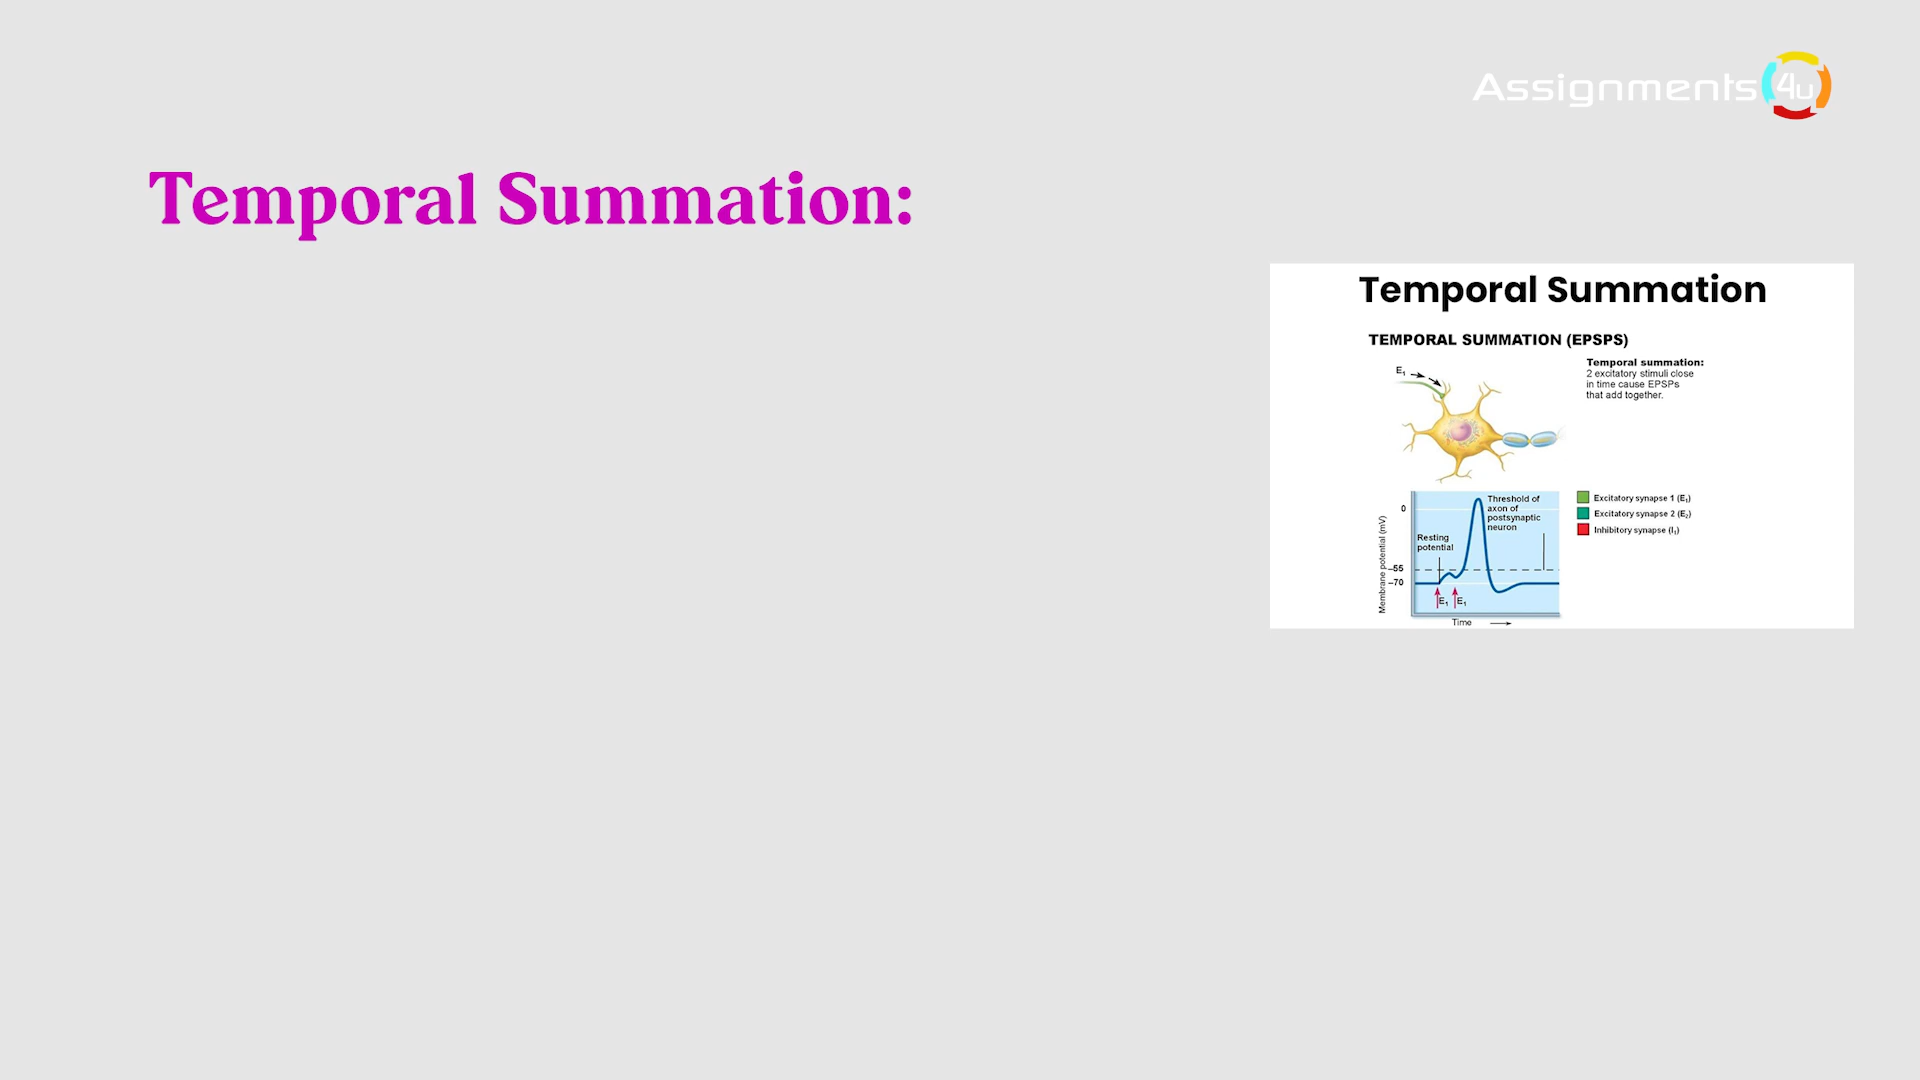 Assignments 4u
Temporal Summation:
Temporal Summation
TEMPORAL SUMMATION (EPSPS)
Temporal summation:
2 excitatory stimuli close
in time cause EPSPs
that add together.
E₁
Threshold of
axon of
postsynaptic
neuron
0
Resting
potential
–55
–70
Membrane potential (mV)
E₁ E₁
Time
Excitatory synapse 1 (E₁)
Excitatory synapse 2 (E₂)
Inhibitory synapse (I₁)